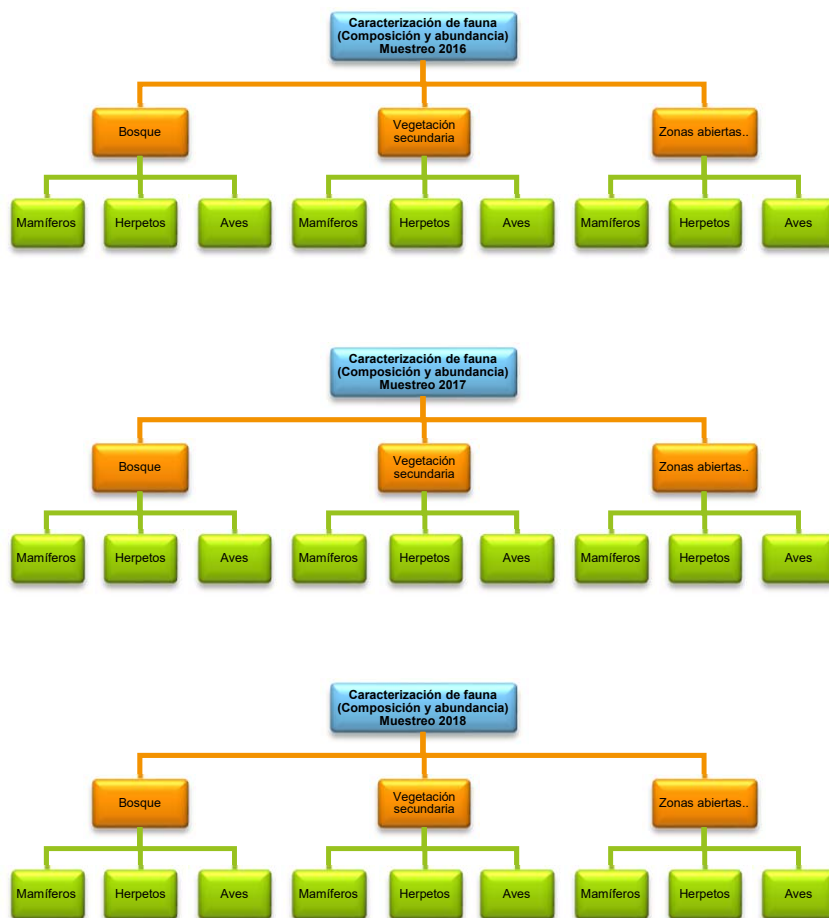 Caracterización de fauna
(Composición y abundancia)
Muestreo 2016
Bosque
Vegetación
secundaria
Zonas abiertas..
Mamíferos
Herpetos
Aves
Mamíferos
Herpetos
Aves
Mamíferos
Herpetos
Aves
Caracterización de fauna
(Composición y abundancia)
Muestreo 2017
Bosque
Vegetación
secundaria
Zonas abiertas..
Mamíferos
Herpetos
Aves
Mamíferos
Herpetos
Aves
Mamíferos
Herpetos
Aves
Caracterización de fauna
(Composición y abundancia)
Muestreo 2018
Bosque
Vegetación
secundaria
Zonas abiertas..
Mamíferos
Herpetos
Aves
Mamíferos
Herpetos
Aves
Mamíferos
Herpetos
Aves